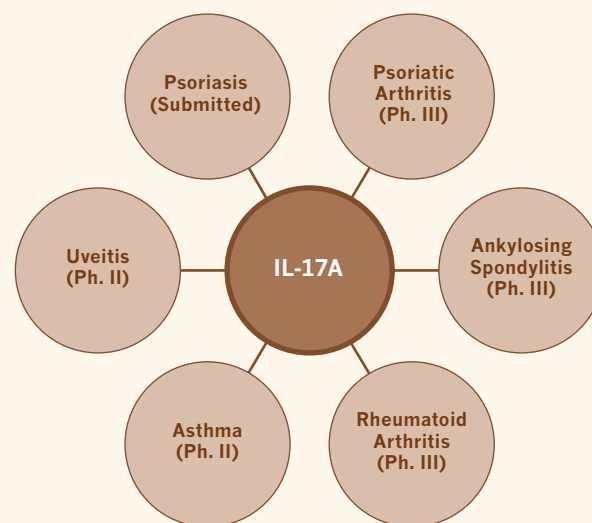 Psoriasis
(Submitted)
Psoriatic
Arthritis
(Ph. III)
Uveitis
(Ph. II)
IL-17A
Ankylosing
Spondylitis
(Ph. III)
Asthma
(Ph. II)
Rheumatoid
Arthritis
(Ph. III)